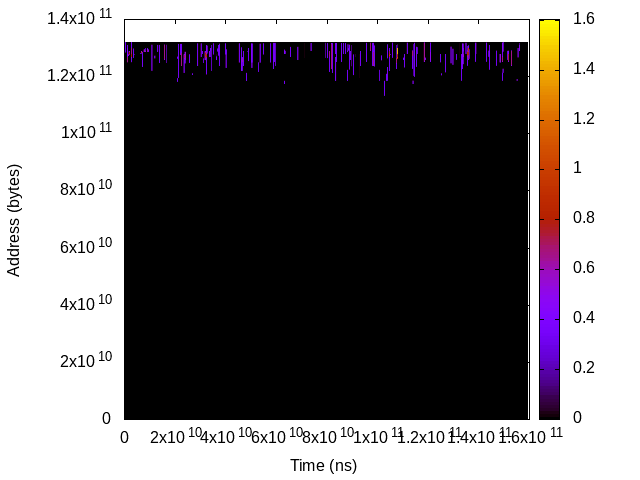 1.4x10 11
1.2x10 11
1x10 11
8x10 10
6x10 10
4x10 10
2x10 10
0
Address (bytes)
0 2x10 10 4x10 10 6x10 10 8x10 10 1x10 11 1.2x10 11 1.4x10 11 1.6x10 11
Time (ns)
1.6
1.4
1.2
1
0.8
0.6
0.4
0.2
0